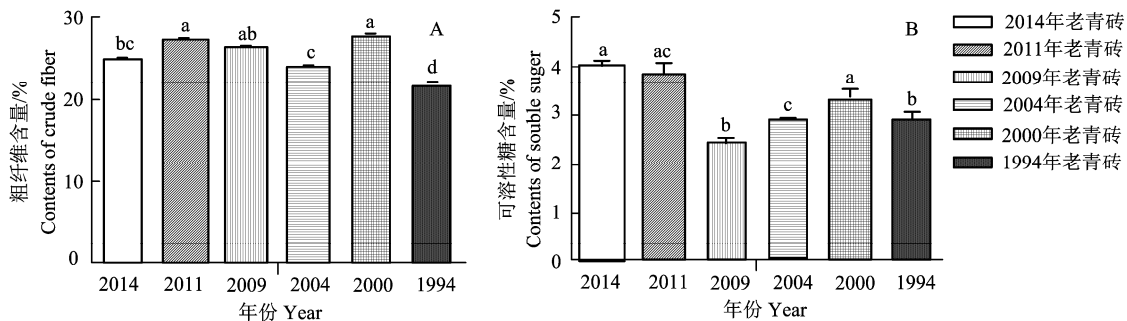 粗纤维含量/%
Contents of crude fiber
30
20
10
0
A
bc
a
ab
c
a
d
2014
2011
2009
2004
2000
1994
年份 Year
可溶性糖含量/%
Contents of souble suger
5
4
3
2
1
0
B
a
ac
b
c
a
b
2014
2011
2009
2004
2000
1994
年份 Year
2014年老青砖
2011年老青砖
2009年老青砖
2004年老青砖
2000年老青砖
1994年老青砖